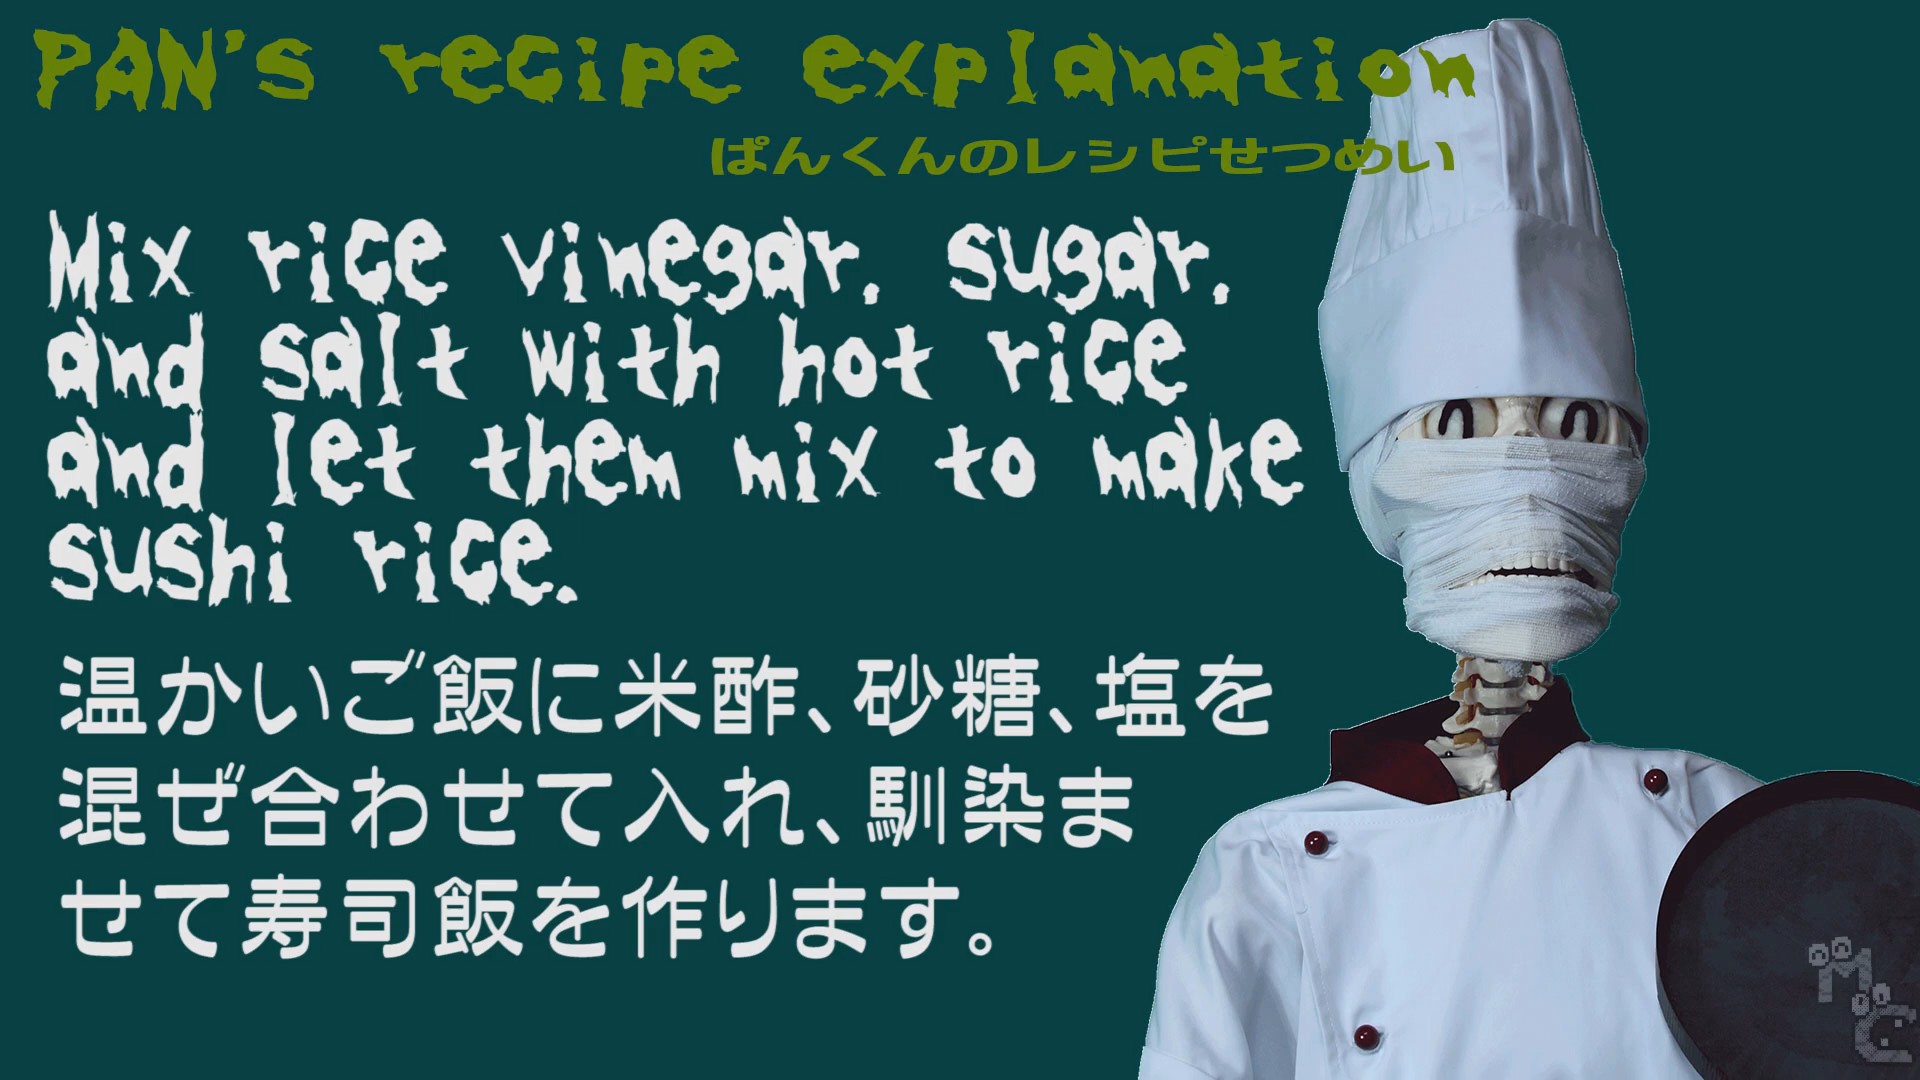 PAN's recipe explanation
ぱんくんのレシピせつめい
Mix rice vinegar, sugar,
and salt with hot rice
and let them mix to make
sushi rice.
温かいご飯に米酢、砂糖、塩を
混ぜ合わせて入れ、馴染ま
せて寿司飯を作ります。
MC